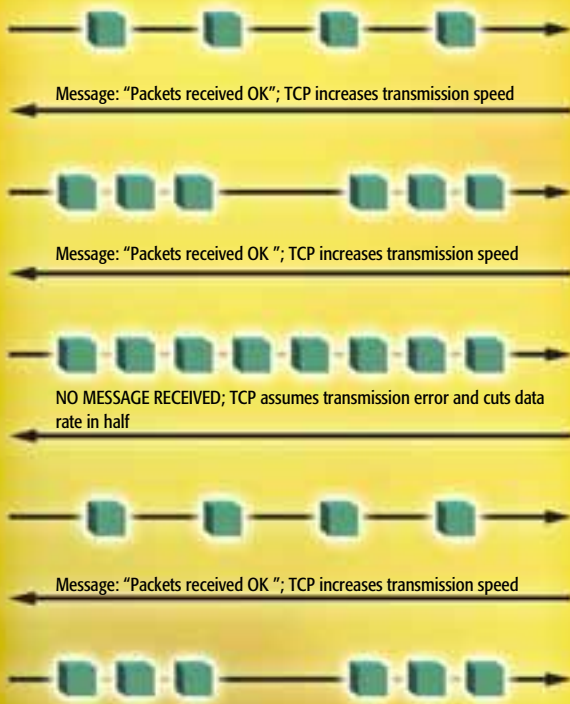 Message: “Packets received OK”; TCP increases transmission speed
Message: “Packets received OK ”; TCP increases transmission speed
NO MESSAGE RECEIVED; TCP assumes transmission error and cuts data
rate in half
Message: “Packets received OK ”; TCP increases transmission speed